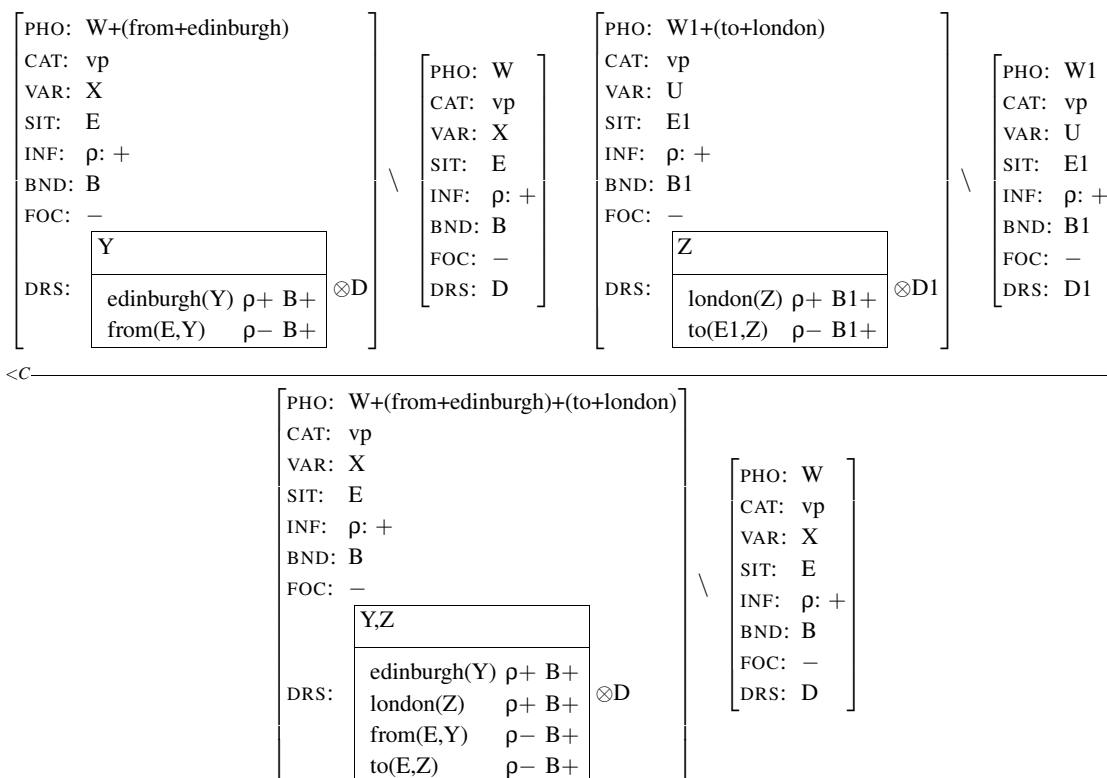 PHO: W+(from+edinburgh)
CAT: vp
VAR: X
SIT: E
INF: ρ: +
BND: B
FOC: −
DRS:
Y
edinburgh(Y) ρ+ B+
from(E,Y) ρ− B+
⊗D
\
PHO: W
CAT: vp
VAR: X
SIT: E
INF: ρ: +
BND: B
FOC: −
DRS: D
PHO: W1+(to+london)
CAT: vp
VAR: U
SIT: E1
INF: ρ: +
BND: B1
FOC: −
DRS:
Z
london(Z) ρ+ B1+
to(E1,Z) ρ− B1+
⊗D1
\
PHO: W1
CAT: vp
VAR: U
SIT: E1
INF: ρ: +
BND: B1
FOC: −
DRS: D1
<C
PHO: W+(from+edinburgh)+(to+london)
CAT: vp
VAR: X
SIT: E
INF: ρ: +
BND: B
FOC: −
DRS:
Y,Z
edinburgh(Y) ρ+ B+
london(Z) ρ+ B+
from(E,Y) ρ− B+
to(E,Z) ρ− B+
⊗D
\
PHO: W
CAT: vp
VAR: X
SIT: E
INF: ρ: +
BND: B
FOC: −
DRS: D